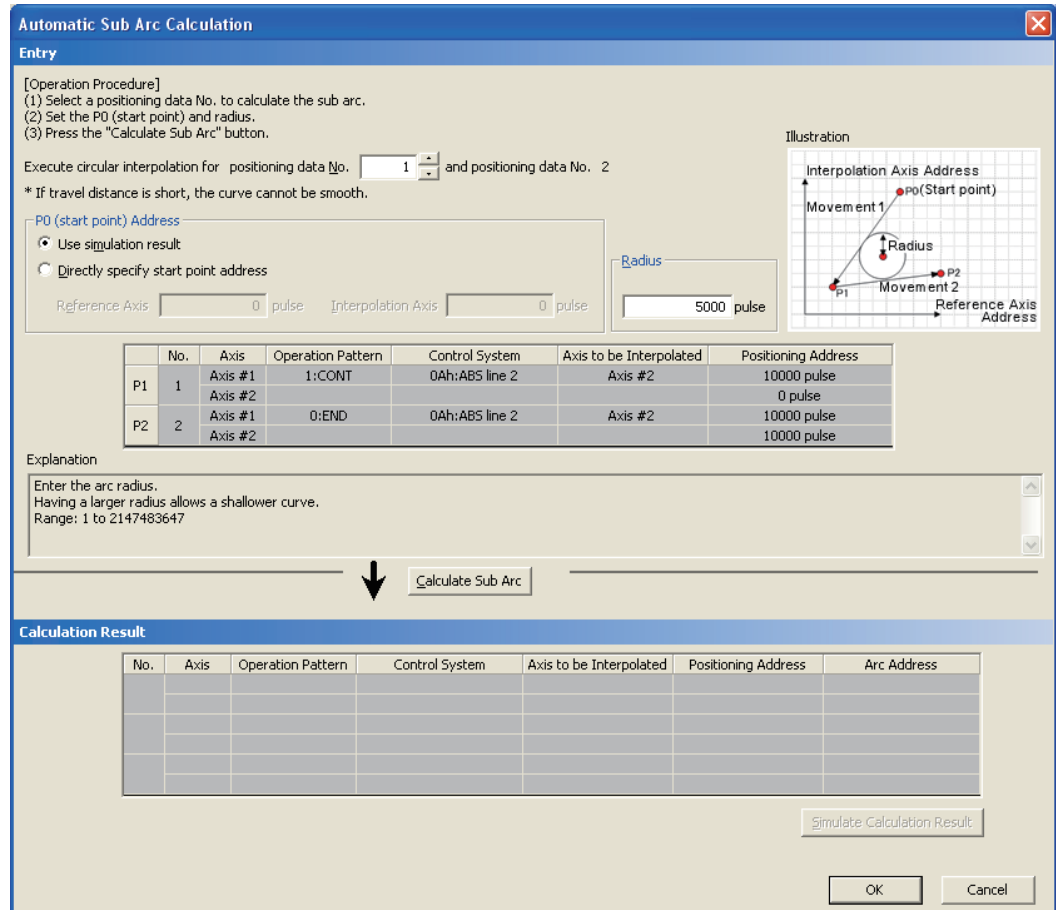 Automatic Sub Arc Calculation
Entry
[Operation Procedure]
(1) Select a positioning data No. to calculate the sub arc.
(2) Set the P0 (start point) and radius.
(3) Press the "Calculate Sub Arc" button.
Illustration
Execute circular interpolation for positioning data No. 1 and positioning data No. 2
* If travel distance is short, the curve cannot be smooth.
Interpolation Axis Address
P0(Start point)
Movement 1
Radius
P2
P1
Movement 2
Reference Axis
Address
P0 (start point) Address
Use simulation result
Directly specify start point address
Reference Axis 0 pulse Interpolation Axis 0 pulse
Radius
5000 pulse
No. Axis Operation Pattern Control System Axis to be Interpolated Positioning Address
P1 1 Axis #1 1:CONT 0Ah:ABS line 2 Axis #2 10000 pulse
Axis #2 0 pulse
P2 2 Axis #1 0:END 0Ah:ABS line 2 Axis #2 10000 pulse
Axis #2 10000 pulse
Explanation
Enter the arc radius.
Having a larger radius allows a shallower curve.
Range: 1 to 2147483647
Calculate Sub Arc
Calculation Result
No. Axis Operation Pattern Control System Axis to be Interpolated Positioning Address Arc Address
Simulate Calculation Result
OK Cancel